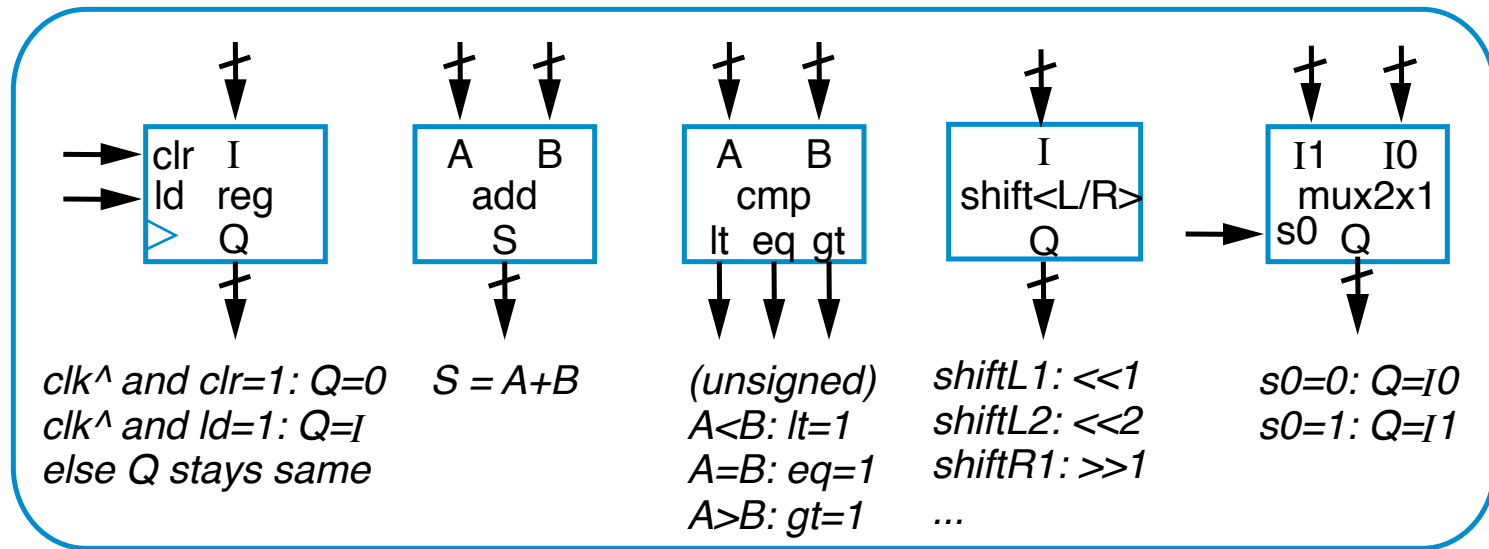 clr I
ld reg
Q
A B
add
S
A B
cmp
lt eq gt
I
shift<L/R>
Q
I1 I0
mux2x1
s0 Q
clk^ and clr=1: Q=0
clk^ and ld=1: Q=I
else Q stays same
S = A+B
(unsigned)
A<B: lt=1
A=B: eq=1
A>B: gt=1
shiftL1: <<1
shiftL2: <<2
shiftR1: >>1
...
s0=0: Q=I0
s0=1: Q=I1